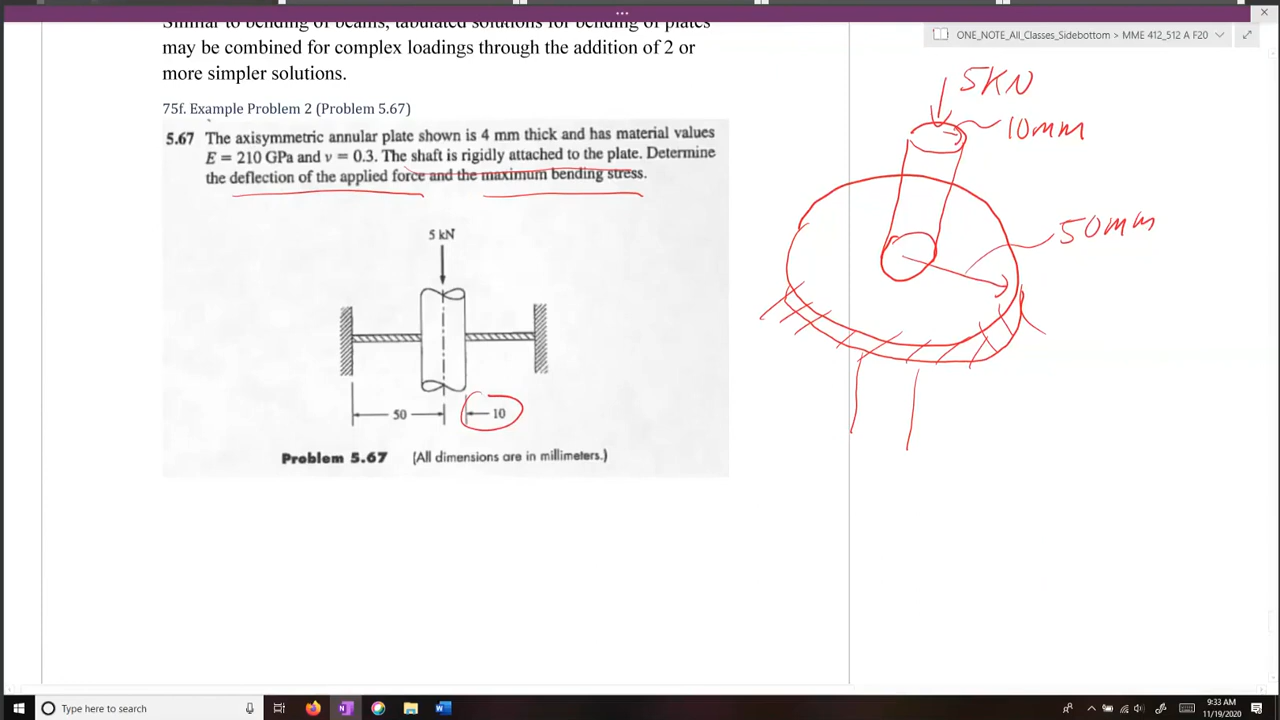 ONE_NOTE_All_Classes_Sidebottom > MME 412_512 A F20
Similar to bending of beams, tabulated solutions for bending of plates
may be combined for complex loadings through the addition of 2 or
more simpler solutions.
75f. Example Problem 2 (Problem 5.67)
5.67 The axisymmetric annular plate shown is 4 mm thick and has material values
E = 210 GPa and ν = 0.3. The shaft is rigidly attached to the plate. Determine
the deflection of the applied force and the maximum bending stress.
5 kN
50
10
Problem 5.67 (All dimensions are in millimeters.)
5KN
10mm
50mm
Type here to search
9:33 AM
11/19/2020